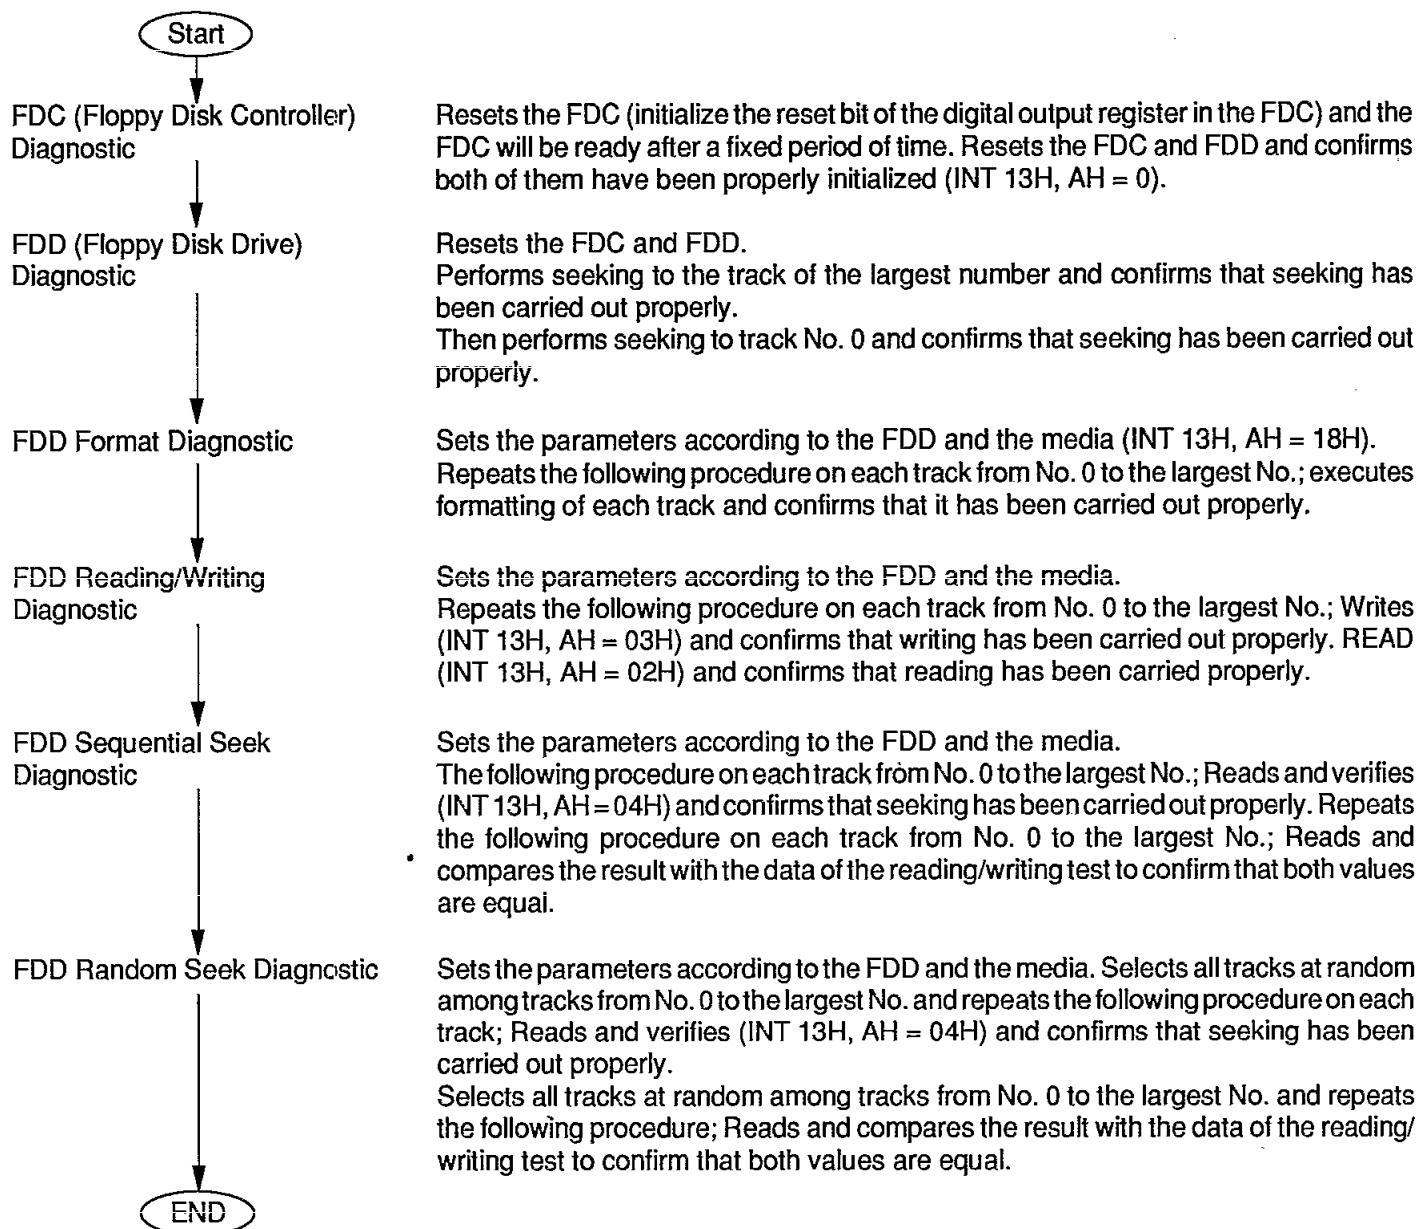 Start
FDC (Floppy Disk Controller)
Diagnostic
Resets the FDC (initialize the reset bit of the digital output register in the FDC) and the
FDC will be ready after a fixed period of time. Resets the FDC and FDD and confirms
both of them have been properly initialized (INT 13H, AH = 0).
FDD (Floppy Disk Drive)
Diagnostic
Resets the FDC and FDD.
Performs seeking to the track of the largest number and confirms that seeking has
been carried out properly.
Then performs seeking to track No. 0 and confirms that seeking has been carried out
properly.
FDD Format Diagnostic
Sets the parameters according to the FDD and the media (INT 13H, AH = 18H).
Repeats the following procedure on each track from No. 0 to the largest No.; executes
formatting of each track and confirms that it has been carried out properly.
FDD Reading/Writing
Diagnostic
Sets the parameters according to the FDD and the media.
Repeats the following procedure on each track from No. 0 to the largest No.; Writes
(INT 13H, AH = 03H) and confirms that writing has been carried out properly. READ
(INT 13H, AH = 02H) and confirms that reading has been carried properly.
FDD Sequential Seek
Diagnostic
Sets the parameters according to the FDD and the media.
The following procedure on each track from No. 0 to the largest No.; Reads and verifies
(INT 13H, AH = 04H) and confirms that seeking has been carried out properly. Repeats
the following procedure on each track from No. 0 to the largest No.; Reads and
compares the result with the data of the reading/writing test to confirm that both values
are equal.
FDD Random Seek Diagnostic
Sets the parameters according to the FDD and the media. Selects all tracks at random
among tracks from No. 0 to the largest No. and repeats the following procedure on each
track; Reads and verifies (INT 13H, AH = 04H) and confirms that seeking has been
carried out properly.
Selects all tracks at random among tracks from No. 0 to the largest No. and repeats
the following procedure; Reads and compares the result with the data of the reading/
writing test to confirm that both values are equal.
END